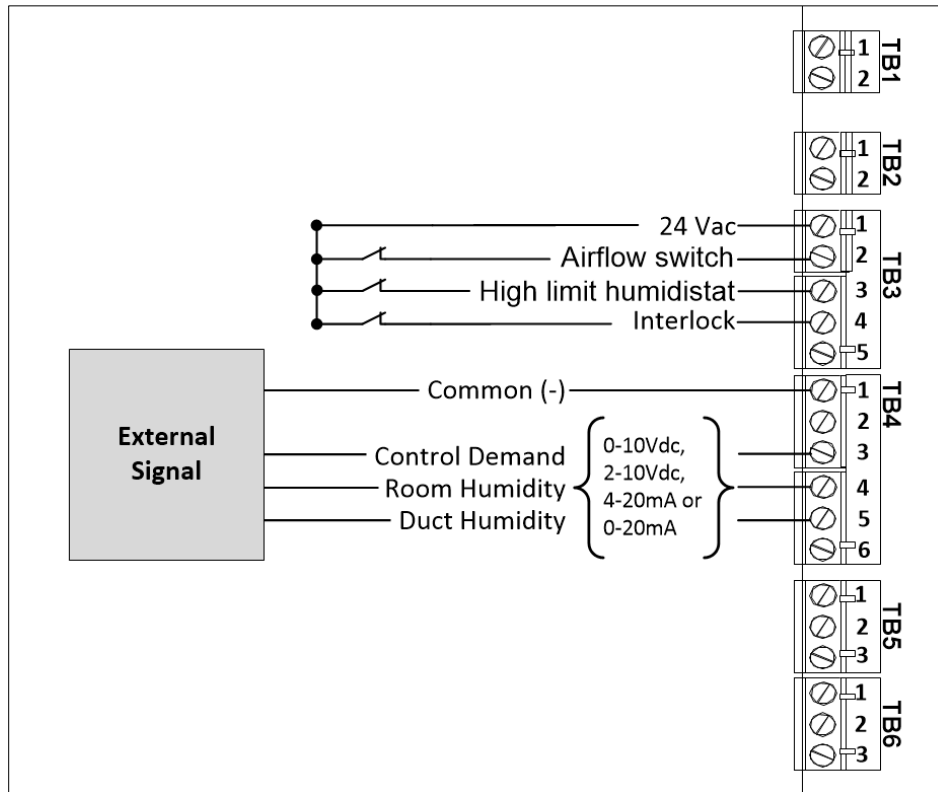 1
2
TB1
1
2
TB2
24 Vac
1
Airflow switch
2
High limit humidistat
3
Interlock
4
5
TB3
External
Signal
Common (-)
1
2
Control Demand
3
Room Humidity
4
Duct Humidity
5
6
0-10Vdc,
2-10Vdc,
4-20mA or
0-20mA
TB4
1
2
3
TB5
1
2
3
TB6